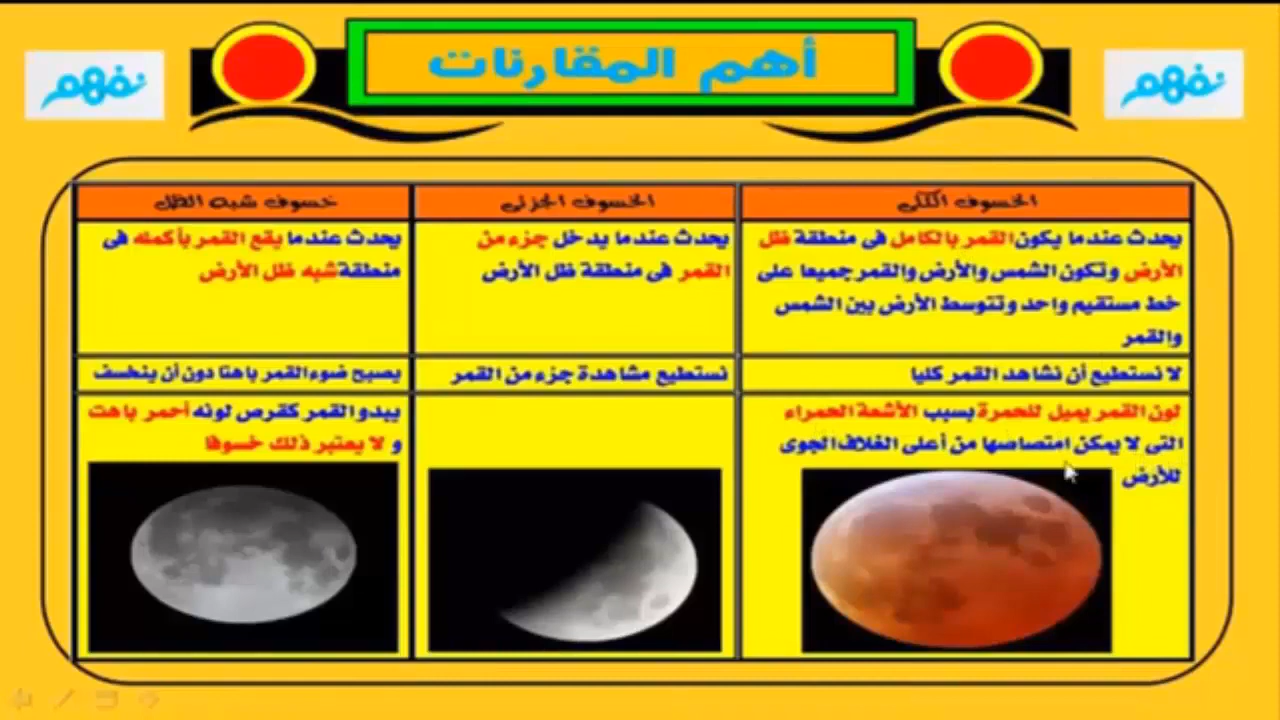 نفهم
أهم المقارنات
نفهم
الخسوف الكلى
الخسوف الجزئى
خسوف شبه الظل
يحدث عندما يكون القمر بالكامل فى منطقة ظل
الأرض وتكون الشمس والأرض والقمر جميعا على
خط مستقيم واحد وتتوسط الأرض بين الشمس
والقمر
يحدث عندما يدخل جزء من
القمر فى منطقة ظل الأرض
يحدث عندما يقع القمر بأكمله فى
منطقة شبه ظل الأرض
لا نستطيع أن نشاهد القمر كليا
نستطيع مشاهدة جزء من القمر
يصبح ضوء القمر باهتا دون أن ينخسف
لون القمر يميل للحمرة بسبب الأشعة الحمراء
التى لا يمكن امتصاصها من أعلى الغلاف الجوى
للأرض
يبدو القمر كقرص لونه أحمر باهت
و لا يعتبر ذلك خسوفا